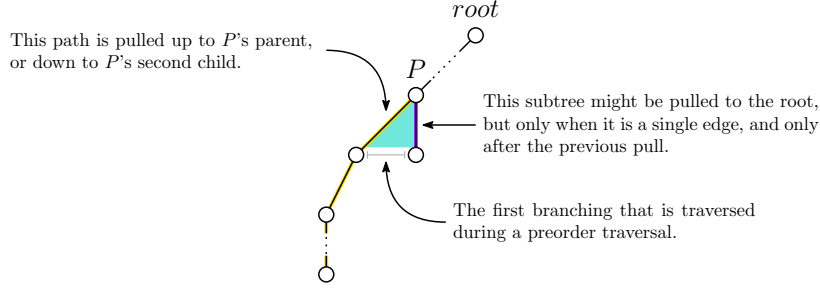 root
This path is pulled up to P's parent,
or down to P's second child.
P
This subtree might be pulled to the root,
but only when it is a single edge, and only
after the previous pull.
The first branching that is traversed
during a preorder traversal.